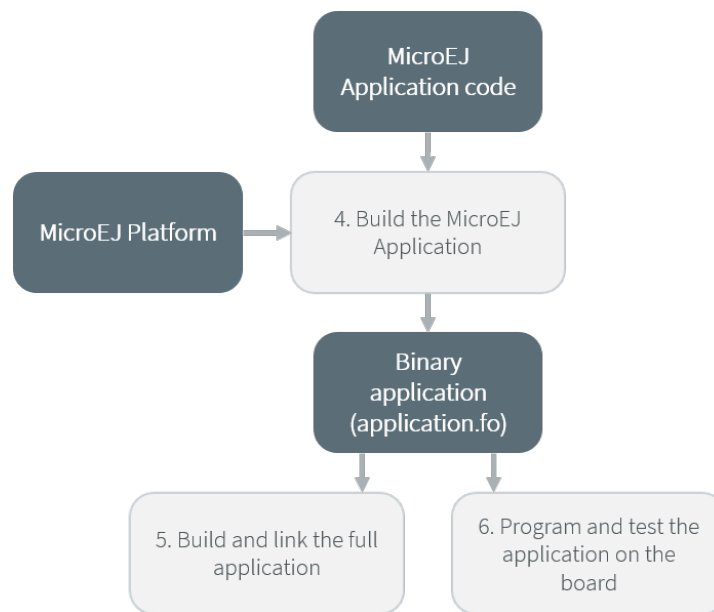 MicroEJ
Application code
MicroEJ Platform
4. Build the MicroEJ
Application
Binary
application
(application.fo)
5. Build and link the full
application
6. Program and test the
application on the
board